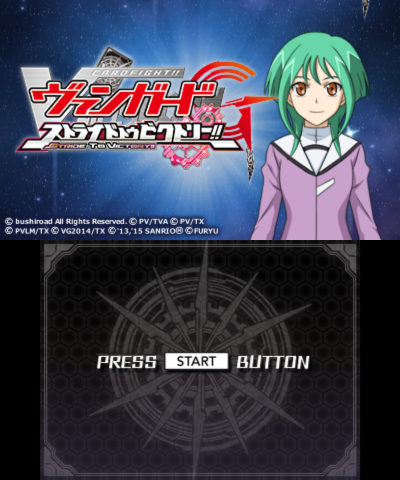 CARDFIGHT!!
ヴァンガードG
ストライドトゥビクトリー!!
STRIDE TO VICTORY!!
© bushiroad All Rights Reserved. © PV/TVA © PV/TX
© PVLM/TX © VG2014/TX © '13,'15 SANRIO® ©FURYU
PRESS START BUTTON